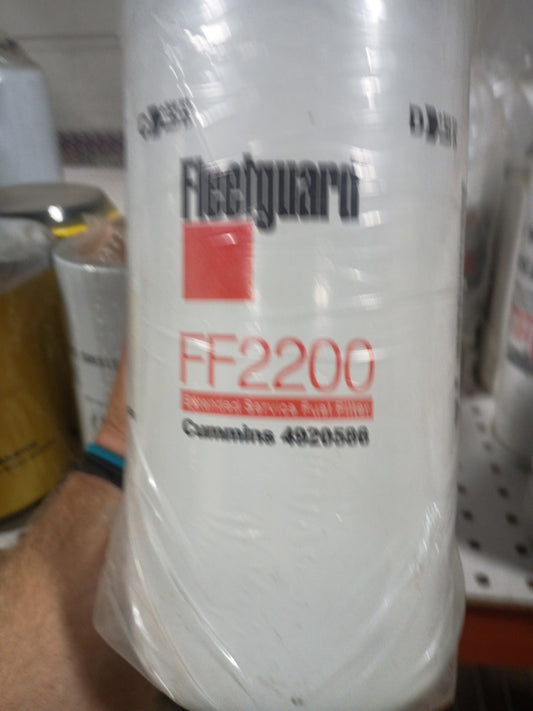 Fleetguard
FF2200
Extended Service Fuel Filter
Cummins 4920586